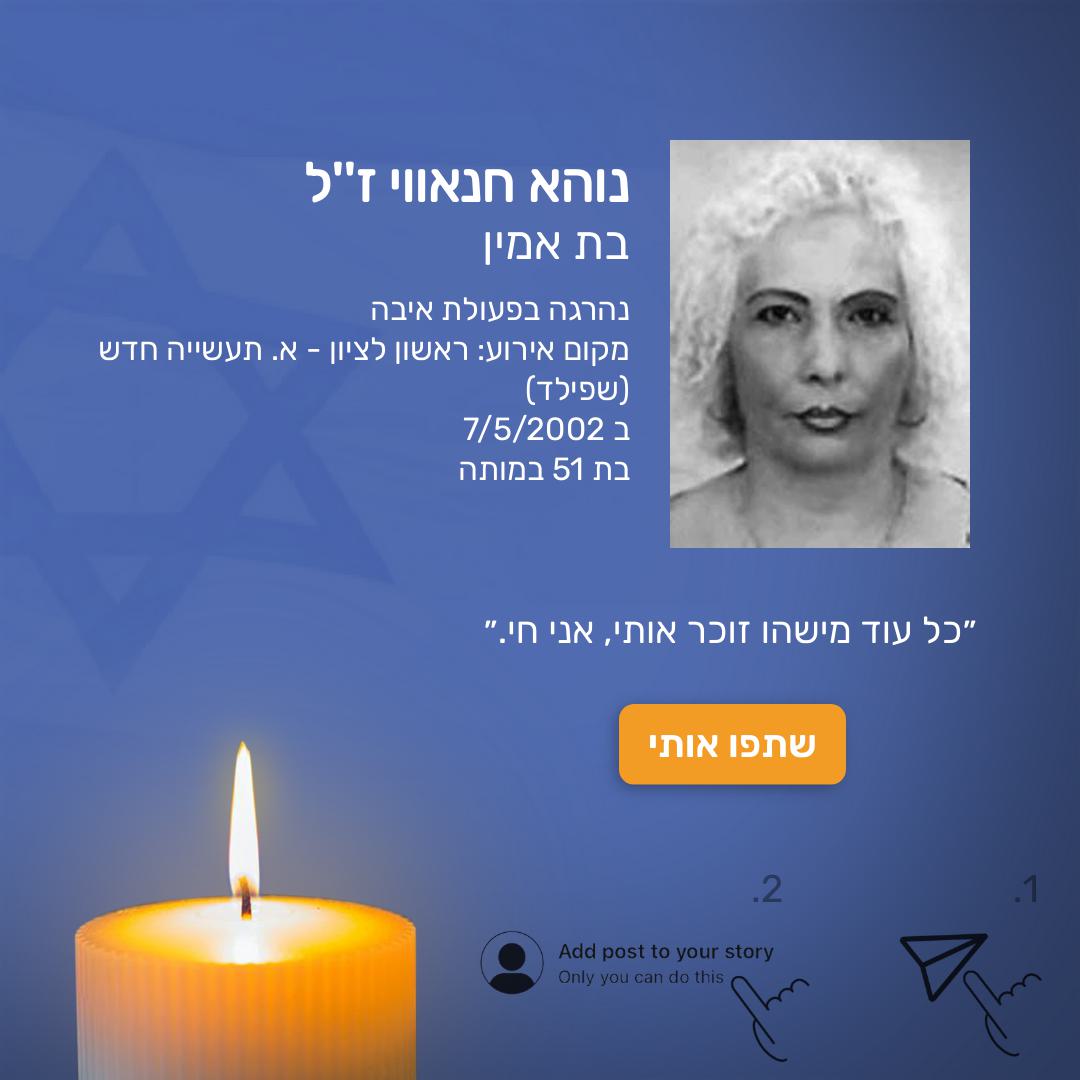 נוהא חנאווי ז"ל
בת אמין
נהרגה בפעולת איבה
מקום אירוע: ראשון לציון - א. תעשייה חדש
(שפילד)
ב 7/5/2002
בת 51 במותה
״כל עוד מישהו זוכר אותי, אני חי.״
שתפו אותי
1.
2.
Add post to your story
Only you can do this